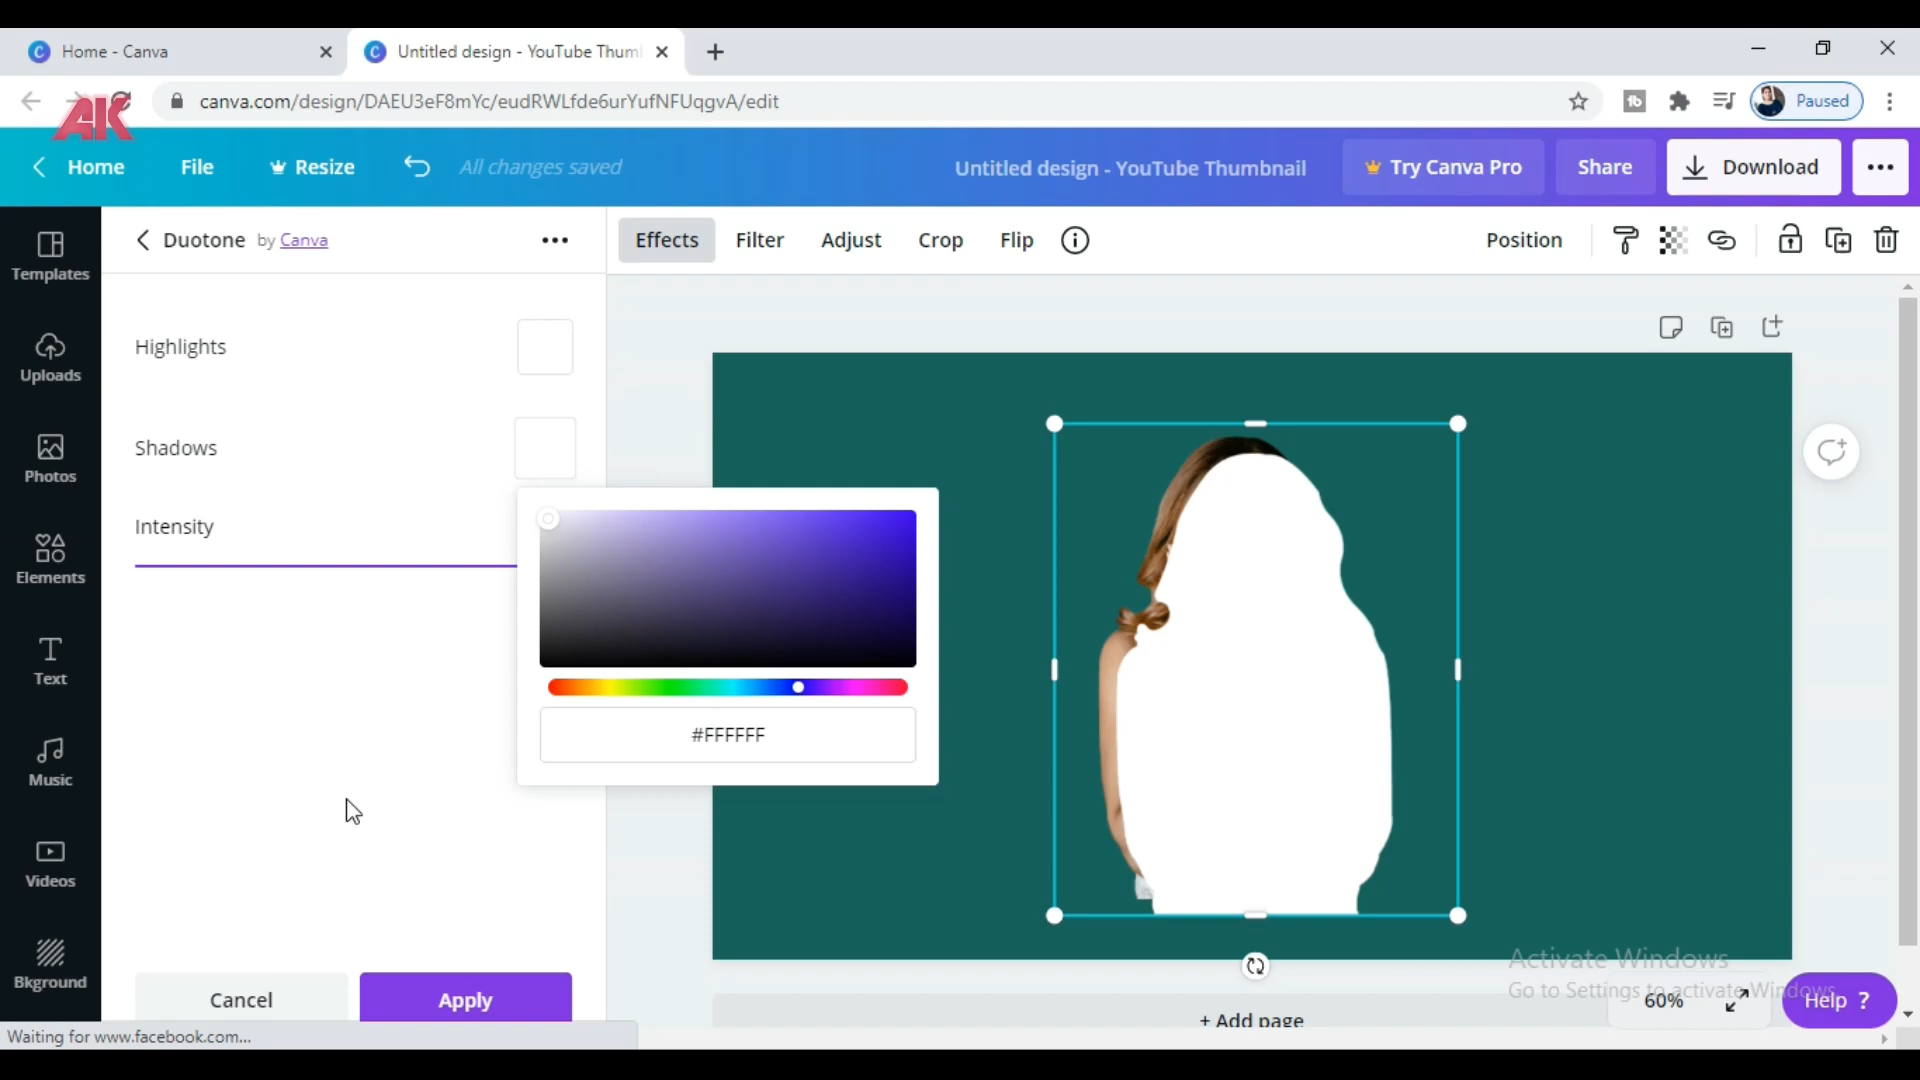 Home - Canva
Untitled design - YouTube Thum
canva.com/design/DAEU3eF8mYc/eudRWLfde6urYufNFUqgvA/edit
Paused
AK
Home
File
Resize
All changes saved
Untitled design - YouTube Thumbnail
Try Canva Pro
Share
Download
Templates
Uploads
Photos
Elements
Text
Music
Videos
Bkground
Duotone by Canva
Effects
Filter
Adjust
Crop
Flip
Position
Highlights
Shadows
Intensity
#FFFFFF
Cancel
Apply
+ Add page
Activate Windows
Go to Settings to activate Windows.
60%
Help ?
Waiting for www.facebook.com...